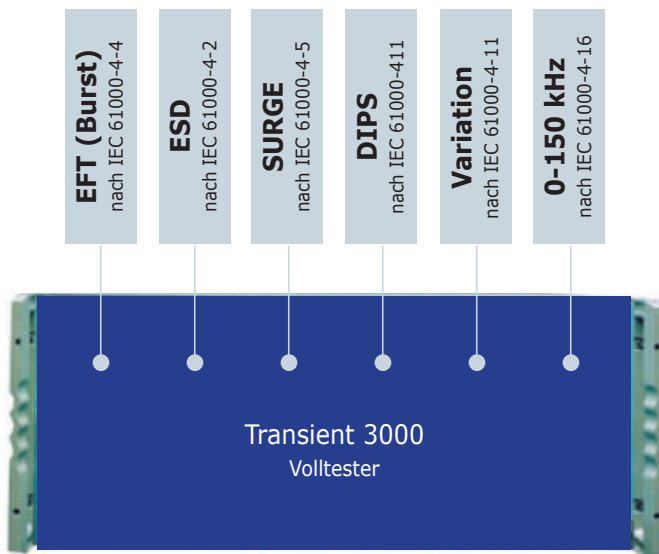 EFT (Burst)
nach IEC 61000-4-4
ESD
nach IEC 61000-4-2
SURGE
nach IEC 61000-4-5
DIPS
nach IEC 61000-411
Variation
nach IEC 61000-4-11
0-150 kHz
nach IEC 61000-4-16
Transient 3000
Volltester